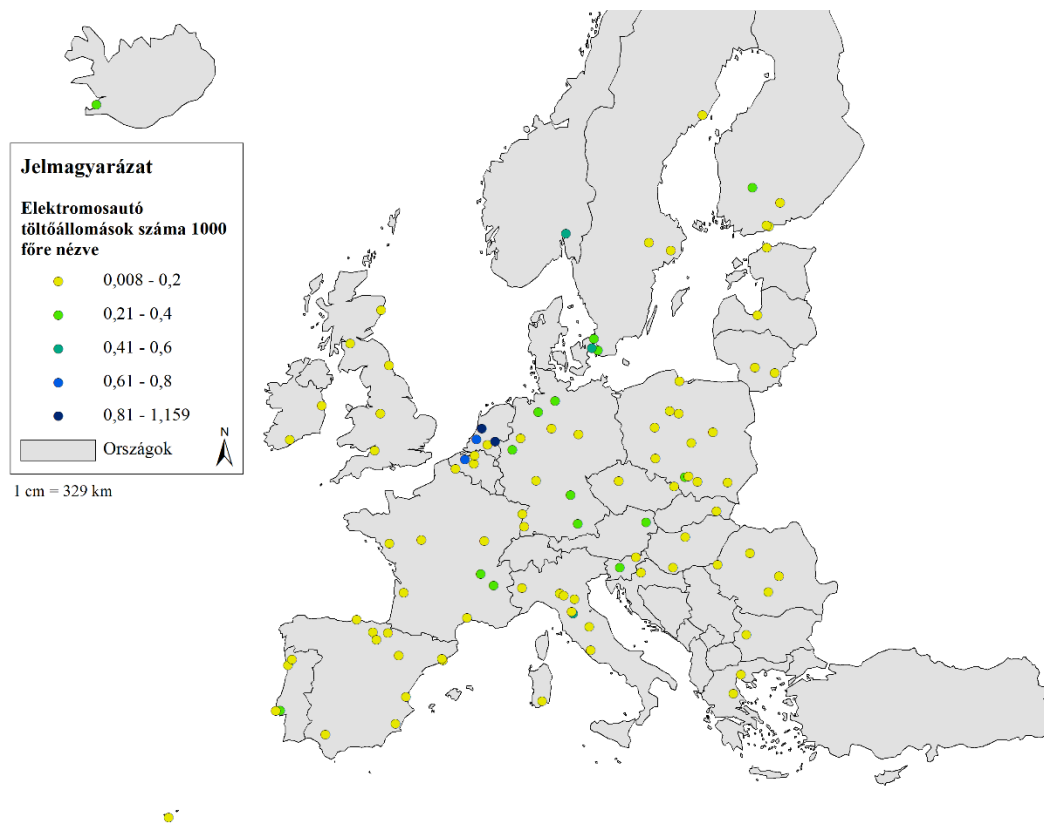 Jelmagyarázat
Elektromosautó
töltőállomások száma 1000
főre nézve
0,008 - 0,2
0,21 - 0,4
0,41 - 0,6
0,61 - 0,8
0,81 - 1,159
Országok
N
1 cm = 329 km